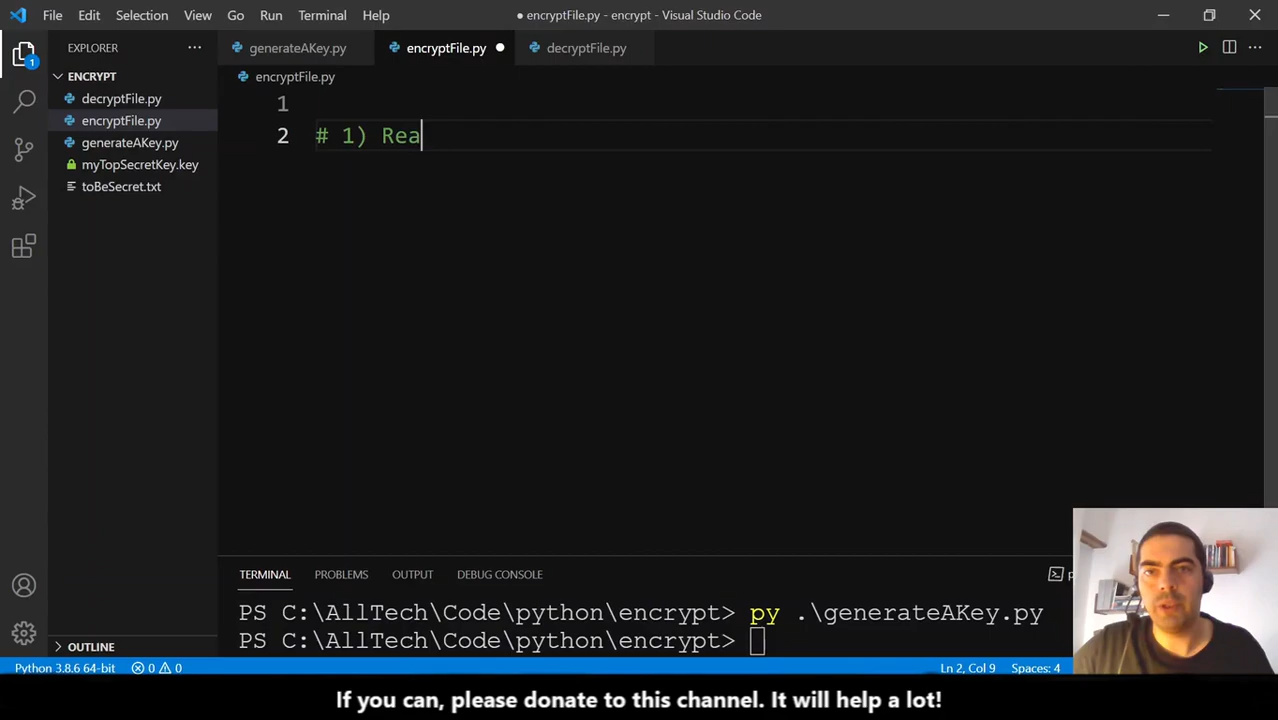 File Edit Selection View Go Run Terminal Help
● encryptFile.py - encrypt - Visual Studio Code
EXPLORER
generateAKey.py
encryptFile.py
decryptFile.py
ENCRYPT
encryptFile.py
decryptFile.py
encryptFile.py
generateAKey.py
myTopSecretKey.key
toBeSecret.txt
1
2 # 1) Rea
1
TERMINAL PROBLEMS OUTPUT DEBUG CONSOLE
PS C:\AllTech\Code\python\encrypt> py .\generateAKey.py
PS C:\AllTech\Code\python\encrypt>
OUTLINE
Python 3.8.6 64-bit 0 0 Ln 2, Col 9 Spaces: 4
If you can, please donate to this channel. It will help a lot!